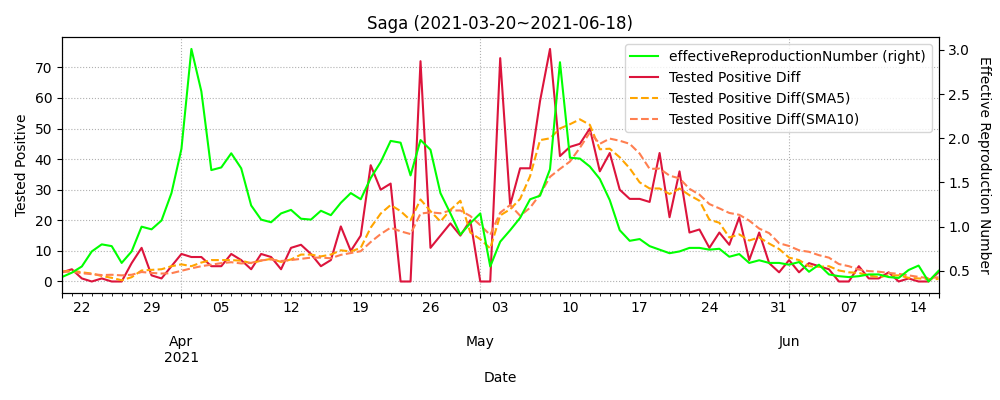 Saga (2021-03-20~2021-06-18)
effectiveReproductionNumber (right)
Tested Positive Diff
Tested Positive Diff(SMA5)
Tested Positive Diff(SMA10)
Tested Positive
70
60
50
40
30
20
10
0
3.0
2.5
2.0
1.5
1.0
0.5
Effective Reproduction Number
22 29 05 12 19 26 03 10 17 24 31 07 14
Apr May Jun
2021
Date